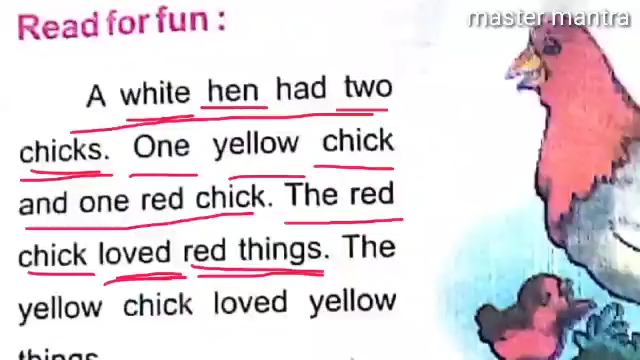 master mantra
Read for fun :
A white hen had two
chicks. One yellow chick
and one red chick. The red
chick loved red things. The
yellow chick loved yellow
things.